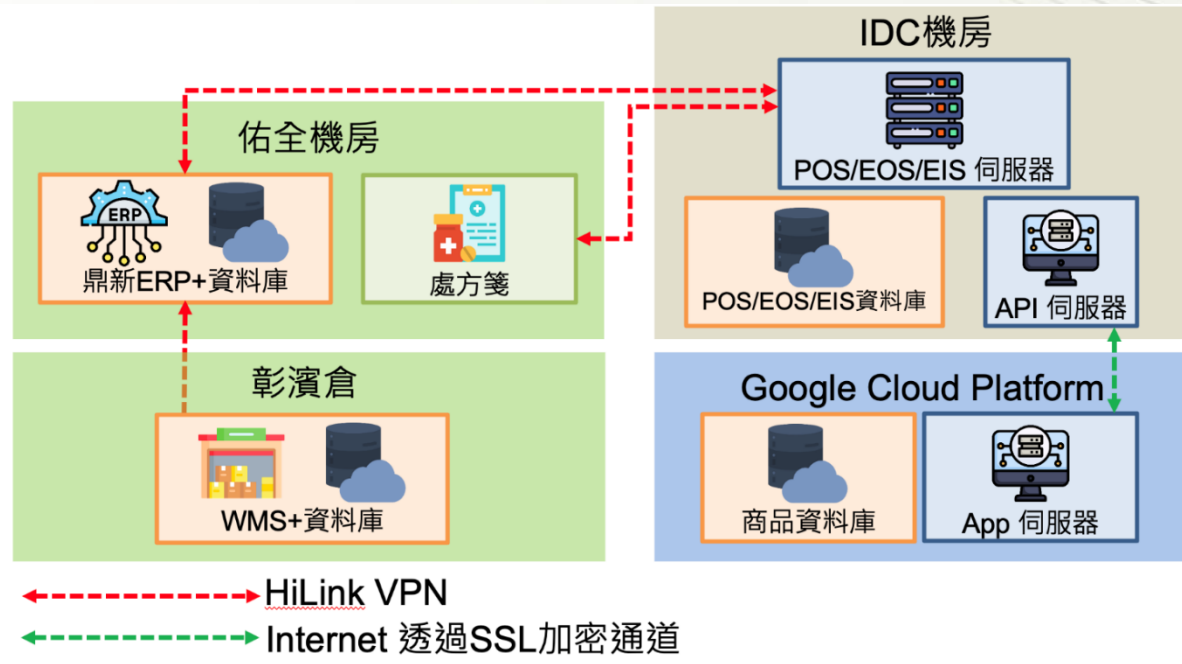 IDC機房
POS/EOS/EIS 伺服器
佑全機房
ERP
鼎新ERP+資料庫
處方箋
POS/EOS/EIS資料庫
API 伺服器
彰濱倉
WMS+資料庫
Google Cloud Platform
商品資料庫
App 伺服器
HiLink VPN
Internet 透過SSL加密通道